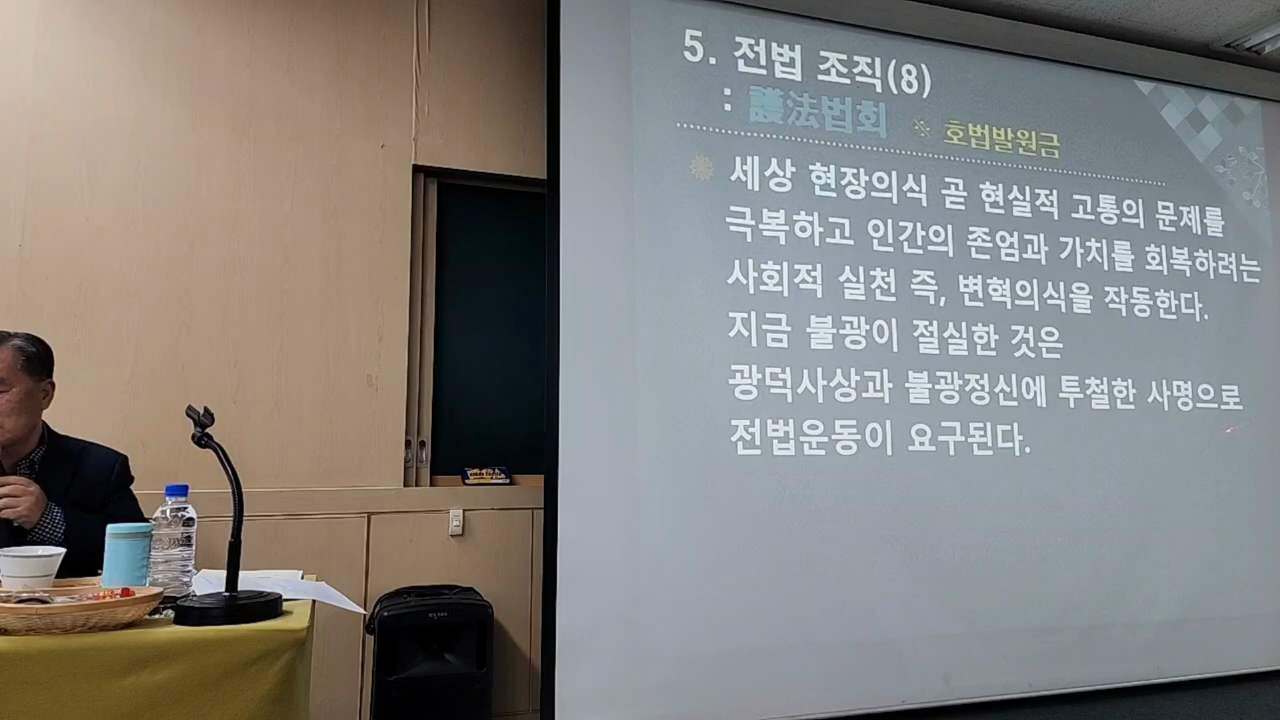 5. 전법 조직(8)
: 護法법회 ※ 호법발원금
세상 현장의식 곧 현실적 고통의 문제를
극복하고 인간의 존엄과 가치를 회복하려는
사회적 실천 즉, 변혁의식을 작동한다.
지금 불광이 절실한 것은
광덕사상과 불광정신에 투철한 사명으로
전법운동이 요구된다.